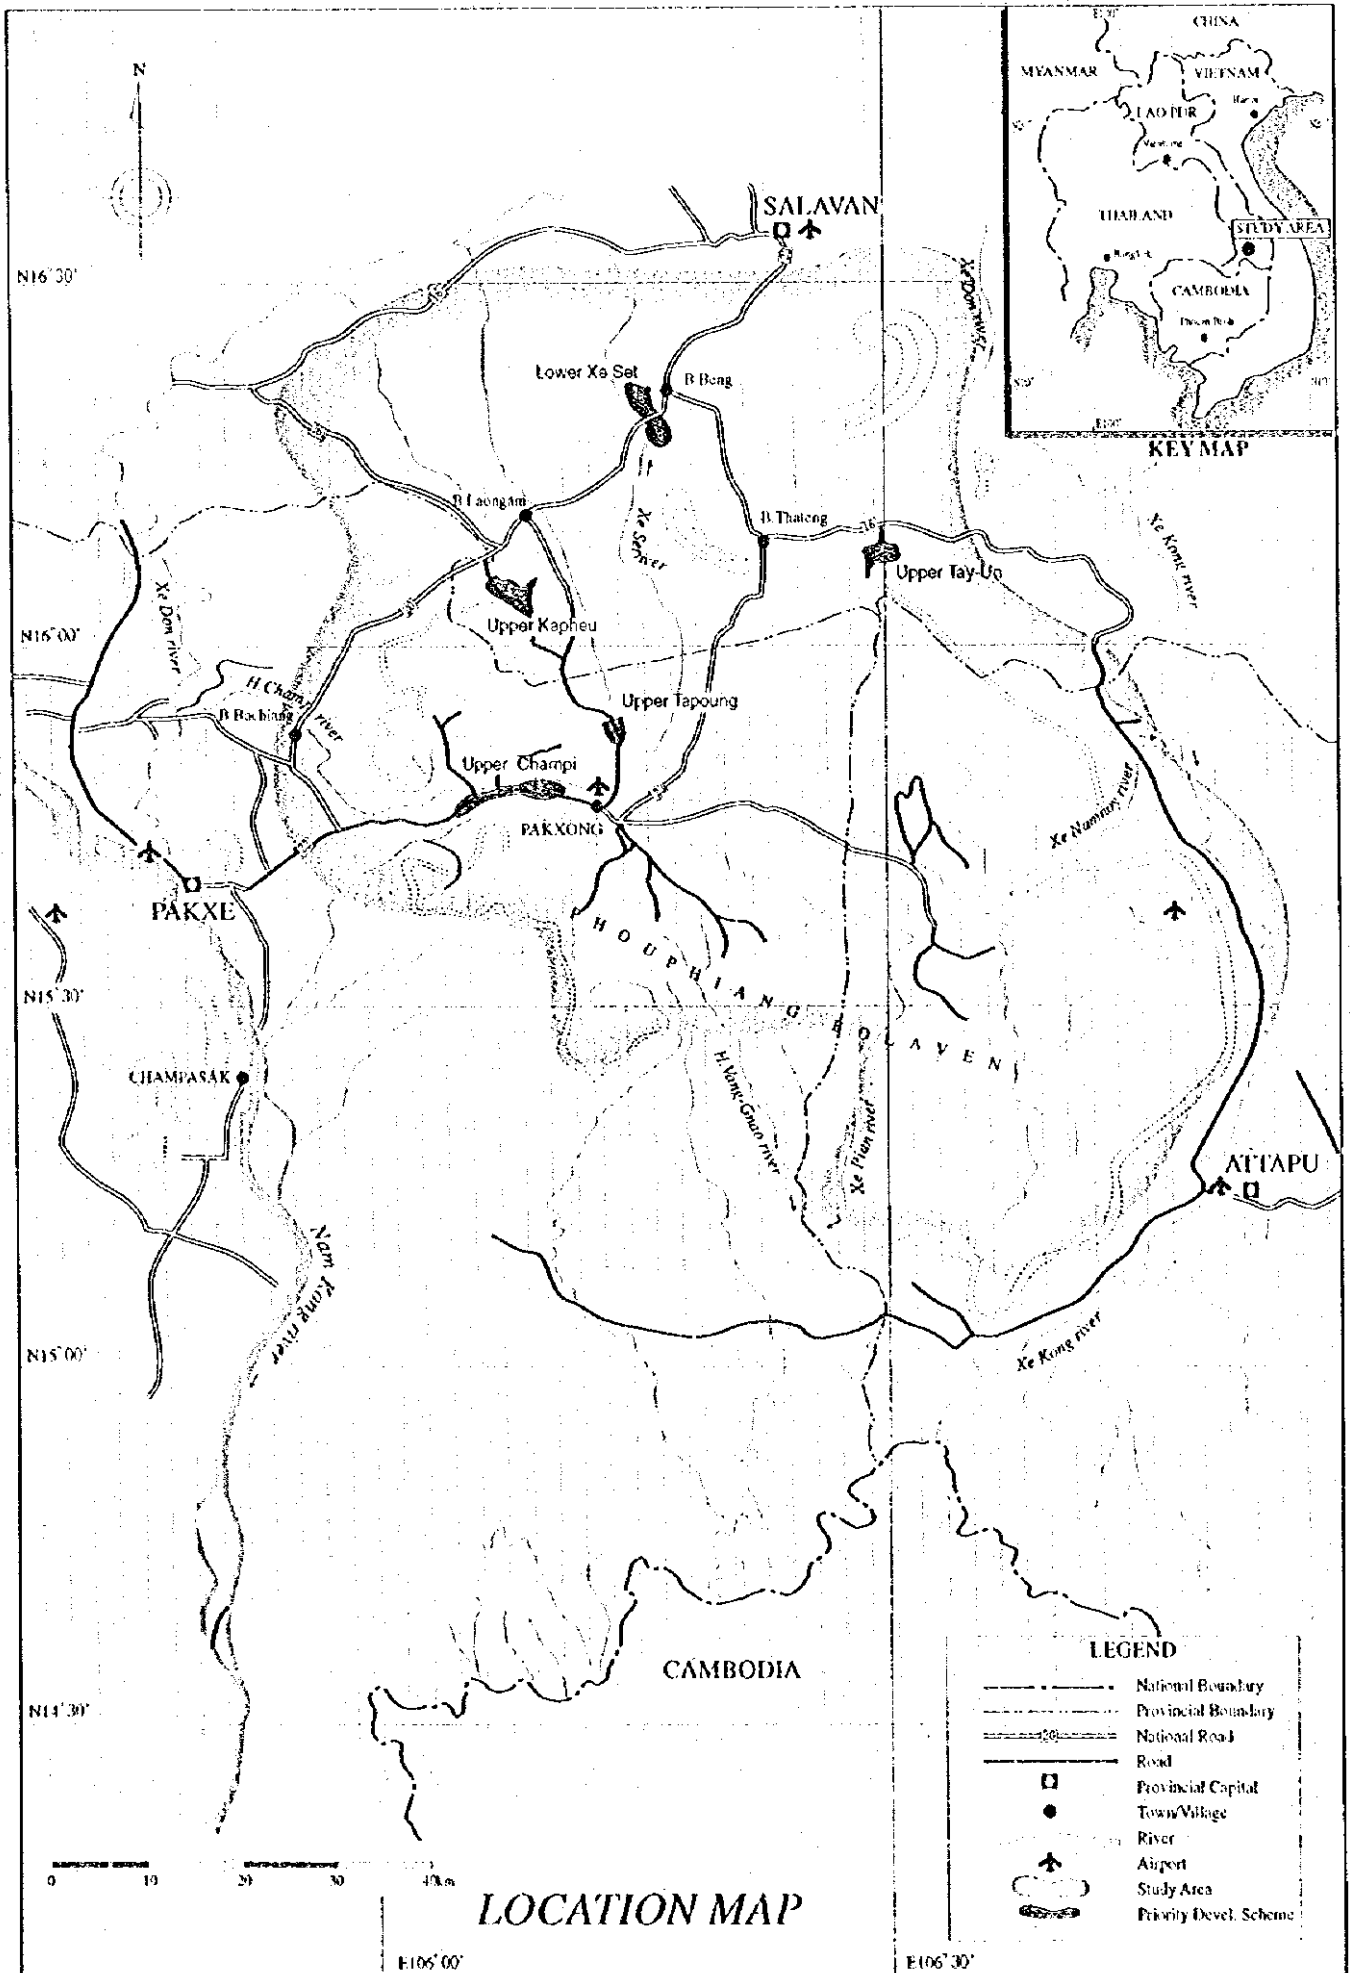 N
E100°
CHINA
MYANMAR
VIETNAM
LAO PDR
THAILAND
STUDY AREA
CAMBODIA
KEY MAP
SALAVAN
N16°30'
Xe Don river
Lower Xe Set
B.Beng
B.Laongam
B.Thateng
16
Xe Set river
Xe Kong river
Upper Tay-Un
Xe Don river
N16°00'
Upper Kapheu
H.Champi river
B.Bachiang
Upper Tapoung
Upper Champi
PAKXONG
Xe Namnoy river
PAKXE
HOUPHIANG BOLAVEN
N15°30'
CHAMPASAK
H.Vang-Gnao river
Xe Pian river
ATTAPU
Nam Kong river
N15°00'
Xe Kong river
CAMBODIA
N14°30'
LEGEND
National Boundary
Provincial Boundary
National Road
Road
Provincial Capital
Town/Village
River
Airport
Study Area
Priority Devel. Scheme
0 10 20 30 40km
LOCATION MAP
E106°00'
E106°30'